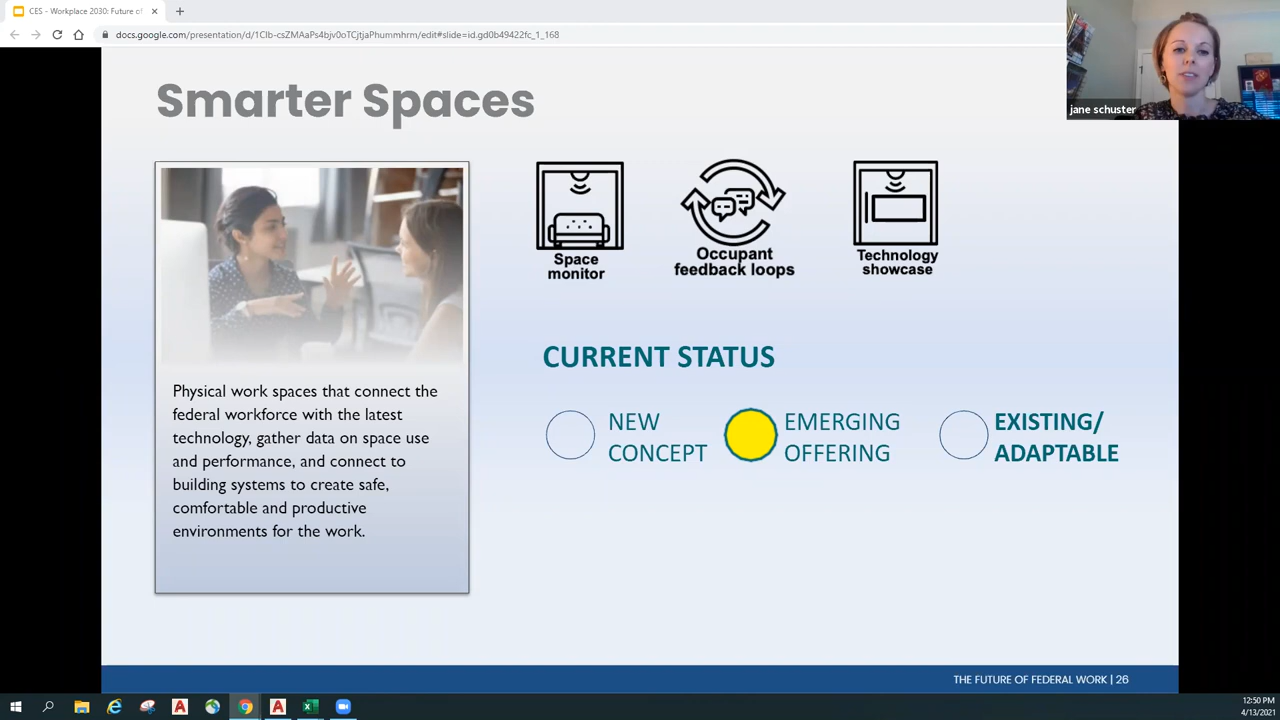 CES - Workplace 2030: Future of
docs.google.com/presentation/d/1CIb-csZMAaPs4bjv0oTCjtjaPhummhrm/edit#slide=id.gd0b49422fc_1_168
jane schuster
Smarter Spaces
Physical work spaces that connect the
federal workforce with the latest
technology, gather data on space use
and performance, and connect to
building systems to create safe,
comfortable and productive
environments for the work.
Space
monitor
Occupant
feedback loops
Technology
showcase
CURRENT STATUS
NEW
CONCEPT
EMERGING
OFFERING
EXISTING/
ADAPTABLE
THE FUTURE OF FEDERAL WORK | 26
12:50 PM
4/13/2021